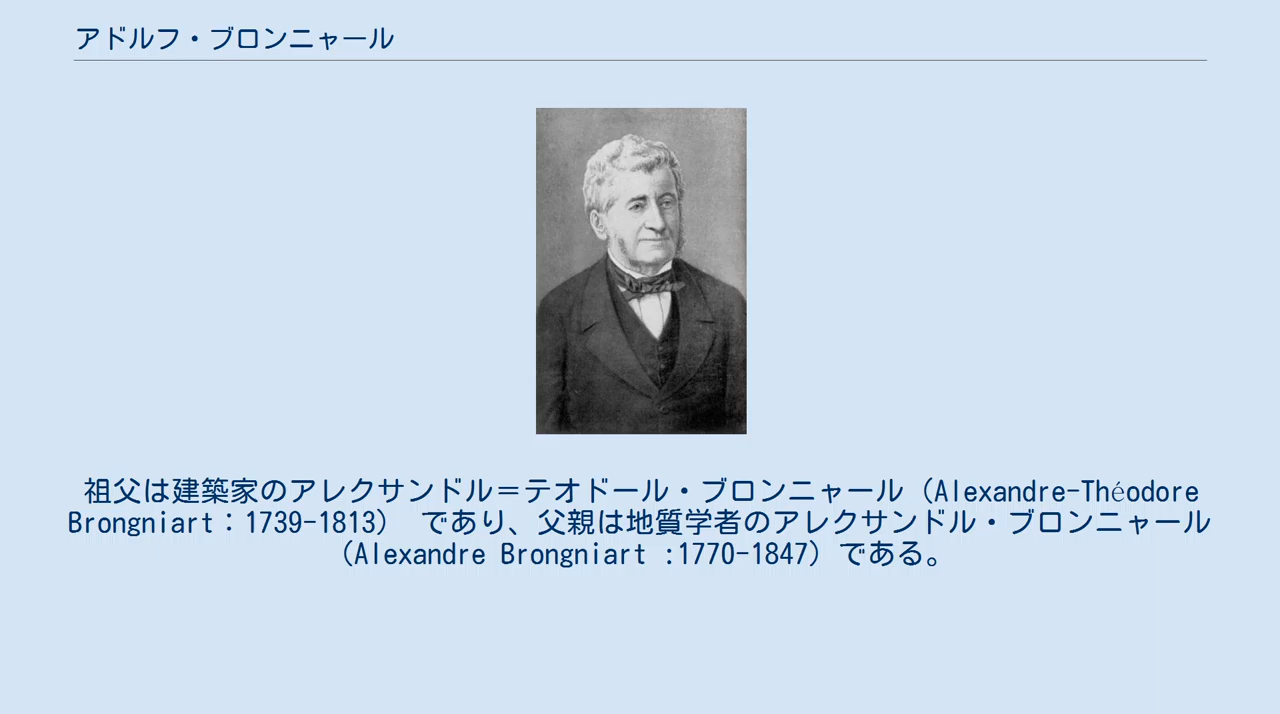 アドルフ・ブロンニャール
祖父は建築家のアレクサンドル＝テオドール・ブロンニャール（Alexandre-Théodore
Brongniart：1739-1813） であり、父親は地質学者のアレクサンドル・ブロンニャール
（Alexandre Brongniart :1770-1847）である。